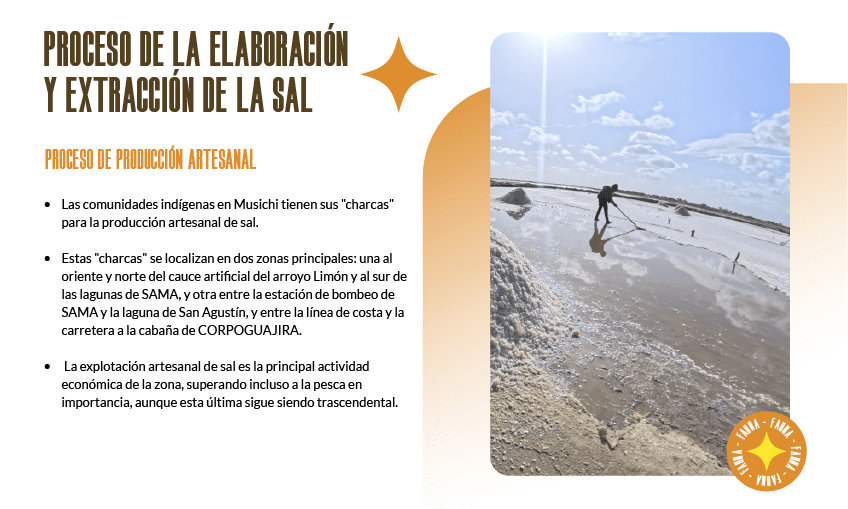 PROCESO DE LA ELABORACIÓN
Y EXTRACCIÓN DE LA SAL
PROCESO DE PRODUCCIÓN ARTESANAL
• Las comunidades indígenas en Musichi tienen sus "charcas"
para la producción artesanal de sal.
• Estas "charcas" se localizan en dos zonas principales: una al
oriente y norte del cauce artificial del arroyo Limón y al sur de
las lagunas de SAMA, y otra entre la estación de bombeo de
SAMA y la laguna de San Agustín, y entre la línea de costa y la
carretera a la cabaña de CORPOGUAJIRA.
• La explotación artesanal de sal es la principal actividad
económica de la zona, superando incluso a la pesca en
importancia, aunque esta última sigue siendo trascendental.
FAUNA - FAUNA - FAUNA - FAUNA - FAUNA -